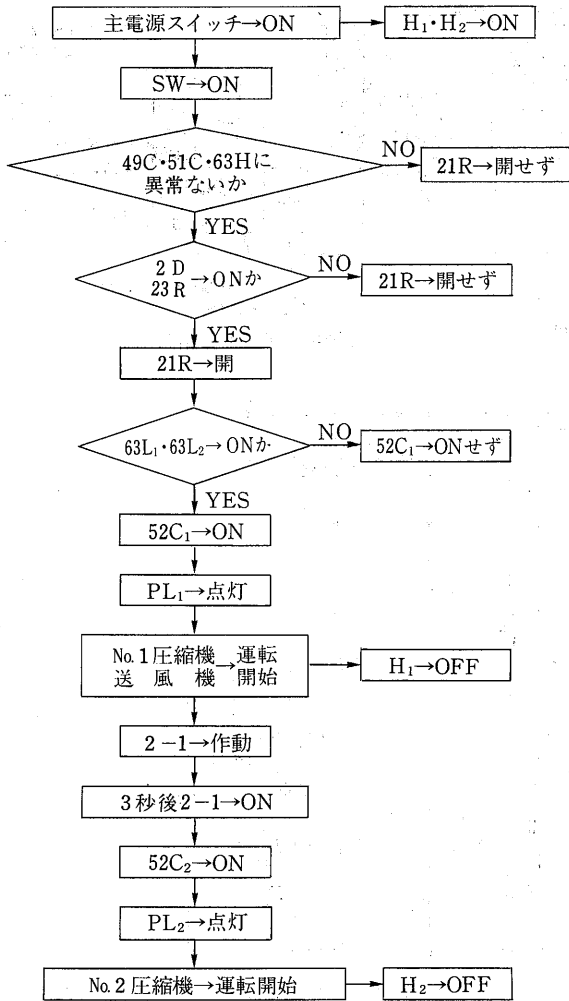 主電源スイッチ→ON
H₁・H₂→ON
SW→ON
49C・51C・63Hに
異常ないか
NO
21R→開せず
YES
2D
23R→ONか
NO
21R→開せず
YES
21R→開
63L₁・63L₂→ONか
NO
52C₁→ONせず
YES
52C₁→ON
PL₁→点灯
No.1圧縮機→運転
送風機 開始
H₁→OFF
2-1→作動
3秒後2-1→ON
52C₂→ON
PL₂→点灯
No.2圧縮機→運転開始
H₂→OFF